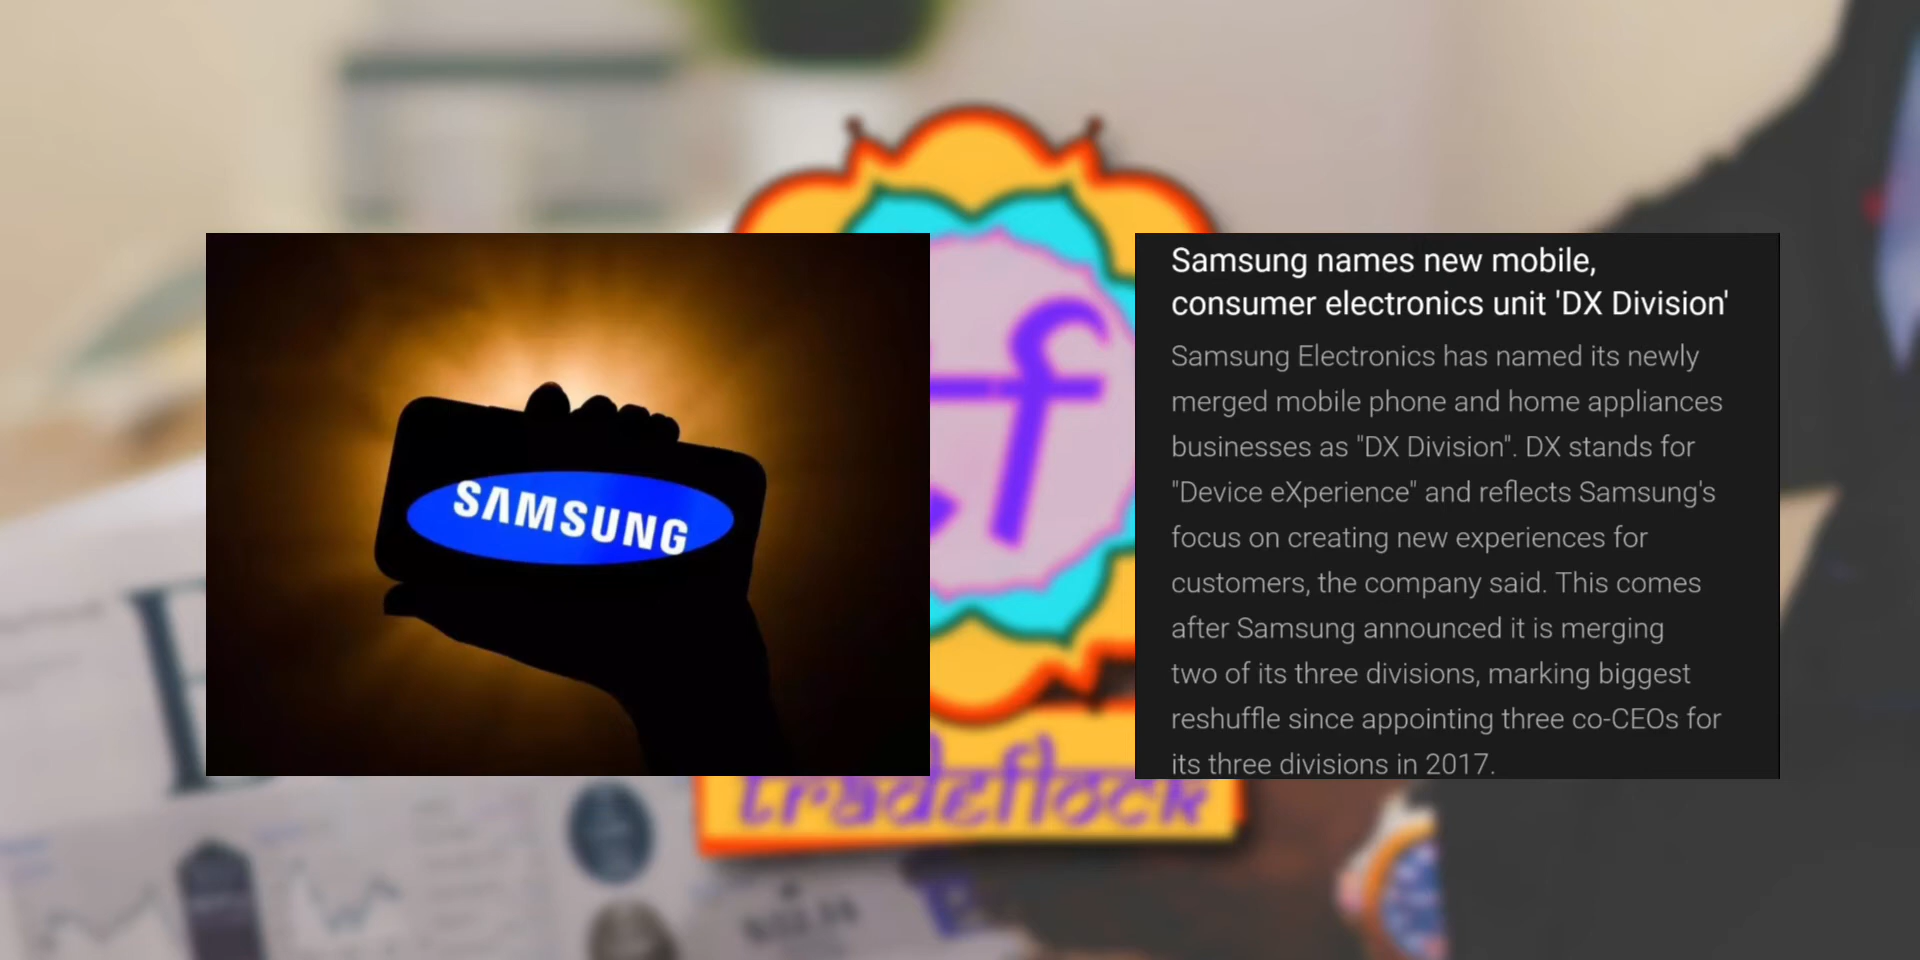 SAMSUNG
Samsung names new mobile,
consumer electronics unit 'DX Division'
Samsung Electronics has named its newly
merged mobile phone and home appliances
businesses as "DX Division". DX stands for
"Device eXperience" and reflects Samsung's
focus on creating new experiences for
customers, the company said. This comes
after Samsung announced it is merging
two of its three divisions, marking biggest
reshuffle since appointing three co-CEOs for
its three divisions in 2017.
tf
tradeflock